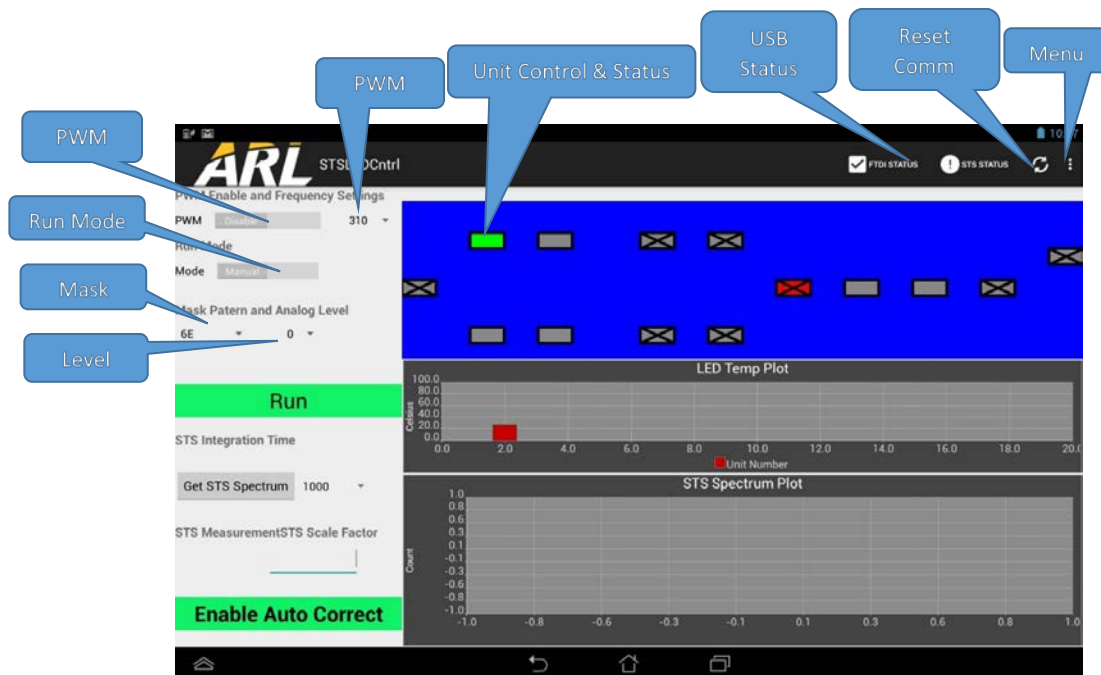 USB
Status
Reset
Comm
Menu
Unit Control & Status
PWM
PWM
Run Mode
Mask
Level
ARL
FTDI STATUS
STS STATUS
PWM Enable and Frequency Settings
PWM
Disable
310
Run Mode
Mode
Manual
Mask Patern and Analog Level
6E
0
Run
STS Integration Time
Get STS Spectrum
1000
STS MeasurementSTS Scale Factor
Enable Auto Correct
LED Temp Plot
100.0
80.0
60.0
40.0
20.0
0.0
Celsius
0.0 2.0 4.0 6.0 8.0 10.0 12.0 14.0 16.0 18.0
Unit Number
STS Spectrum Plot
1.0
0.8
0.6
0.3
0.1
-0.1
-0.3
-0.6
-0.8
-1.0
Count
-1.0 -0.8 -0.6 -0.3 -0.1 0.1 0.3 0.6 0.8 1.0